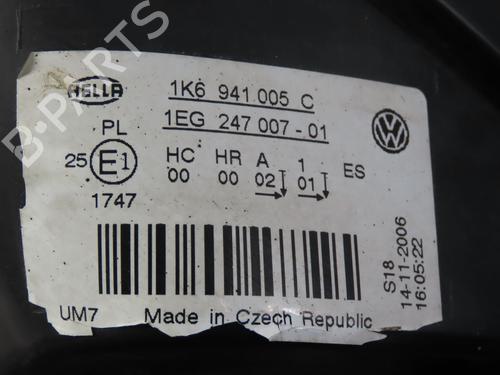 HELLA
1K6 941 005 C
1EG 247 007-01
PL
25 E1
1747
HC HR A 1 ES
00 00 02 01
S18
14-11-2006
16:05:22
UM7 Made in Czech Republic
VW
B